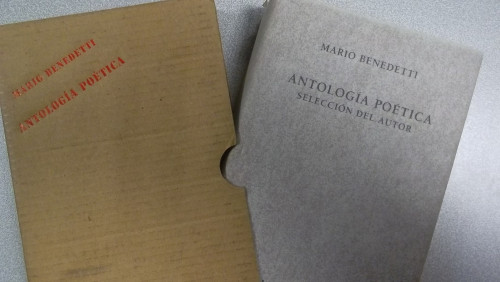 MARIO BENEDETTI
ANTOLOGÍA POÉTICA
MARIO BENEDETTI
ANTOLOGÍA POÉTICA
SELECCIÓN DEL AUTOR